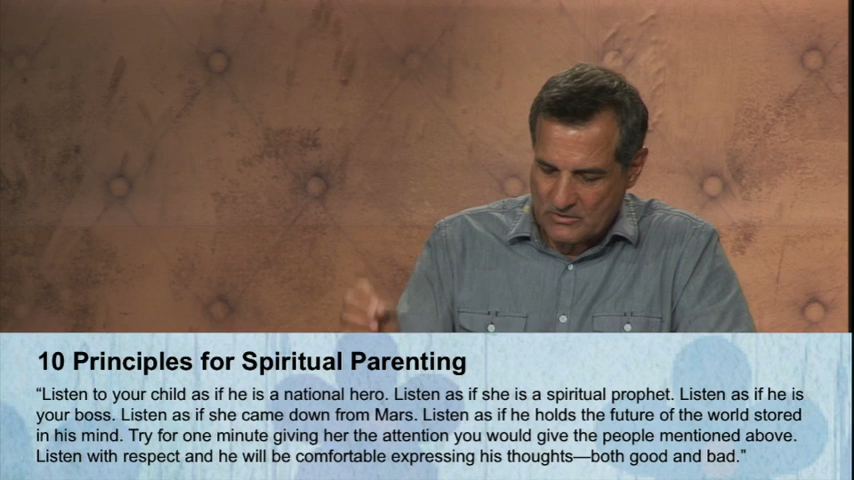 10 Principles for Spiritual Parenting
“Listen to your child as if he is a national hero. Listen as if she is a spiritual prophet. Listen as if he is
your boss. Listen as if she came down from Mars. Listen as if he holds the future of the world stored
in his mind. Try for one minute giving her the attention you would give the people mentioned above.
Listen with respect and he will be comfortable expressing his thoughts—both good and bad.”